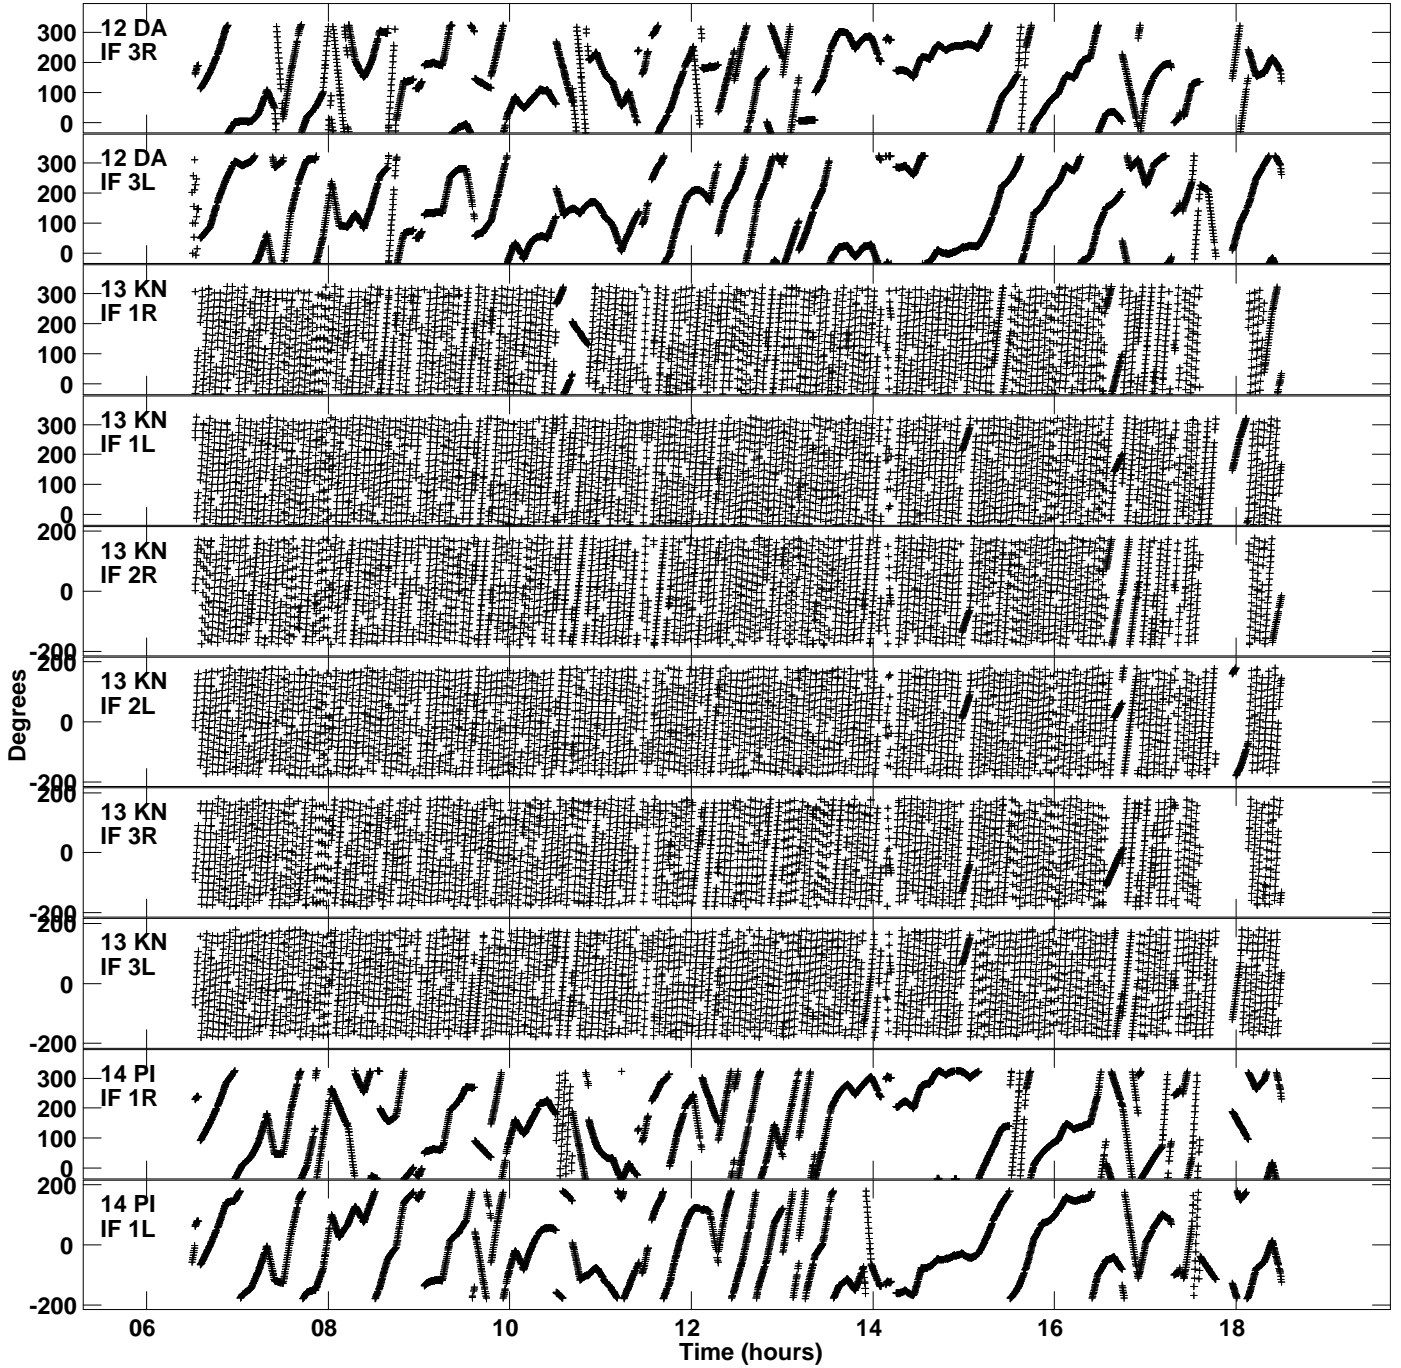 12 DA
IF 3R
300
200
100
0
12 DA
IF 3L
300
200
100
0
13 KN
IF 1R
300
200
100
0
13 KN
IF 1L
300
200
100
0
13 KN
IF 2R
200
0
-200
13 KN
IF 2L
200
0
-200
13 KN
IF 3R
200
0
-200
13 KN
IF 3L
200
0
-200
14 PI
IF 1R
300
200
100
0
14 PI
IF 1L
200
0
-200
Degrees
06 08 10 12 14 16 18
Time (hours)